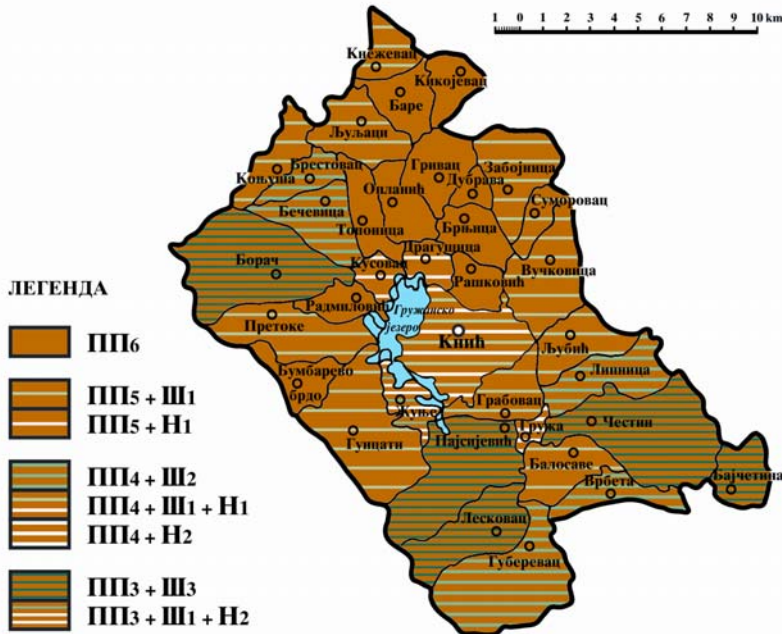 1 0 1 2 3 4 5 6 7 8 9 10 km
Кнежевац
Кикојевац
Баре
Љуљаци
Гривац
Забојница
Брестовац
Коњуша
Опланић
Дубрава
Бечевица
Суморовац
Топоница
Брњица
Драгушица
Борач
Кусовац
Рашковић
Вучковица
ЛЕГЕНДА
Радмиловић
Гружанско
језеро
Претоке
Кнић
Љубић
ПП6
Бумбарево
брдо
Липница
ПП5 + Ш1
Жуње
Грабовац
ПП5 + Н1
Гунцати
Пајсијевић
Гружа
Честин
Балосаве
ПП4 + Ш2
Врбета
Бајчетина
ПП4 + Ш1 + Н1
ПП4 + Н2
Лесковац
Губеревац
ПП3 + Ш3
ПП3 + Ш1 + Н2